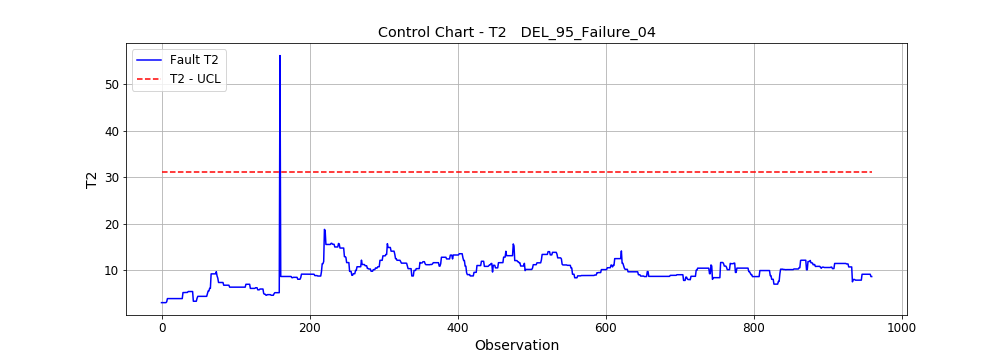 Control Chart - T2   DEL_95_Failure_04
Fault T2
T2 - UCL
50
40
30
20
10
T2
0
200
400
600
800
1000
Observation